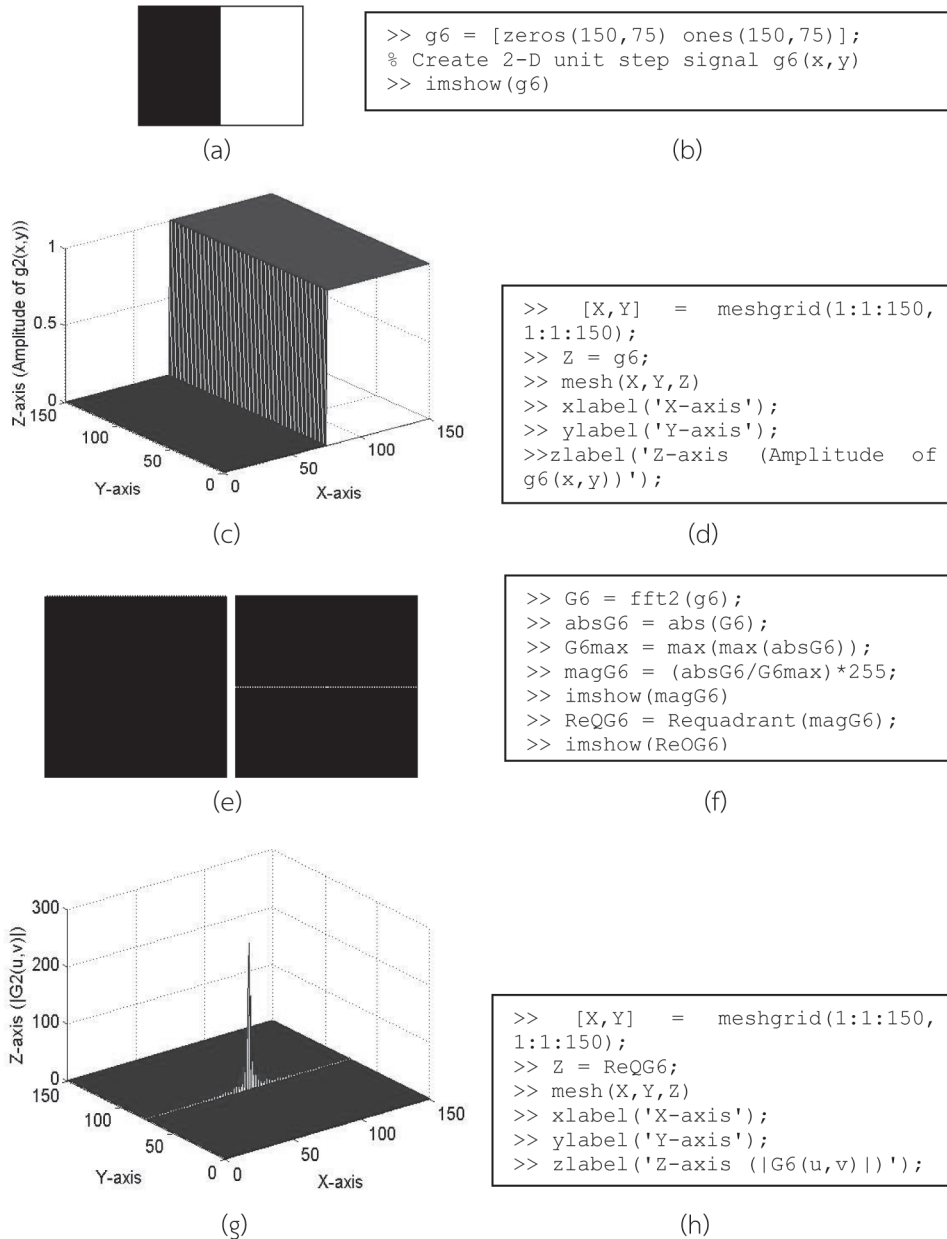 >> g6 = [zeros(150,75) ones(150,75)];
% Create 2-D unit step signal g6(x,y)
>> imshow(g6)
(a)
(b)
Z-axis (Amplitude of g2(x,y))
1
0.5
0
150
100
50
0
Y-axis
0
50
100
150
X-axis
>> [X,Y] = meshgrid(1:1:150,
1:1:150);
>> Z = g6;
>> mesh(X,Y,Z)
>> xlabel('X-axis');
>> ylabel('Y-axis');
>>zlabel('Z-axis (Amplitude of
g6(x,y))');
(c)
(d)
>> G6 = fft2(g6);
>> absG6 = abs(G6);
>> G6max = max(max(absG6));
>> magG6 = (absG6/G6max)*255;
>> imshow(magG6)
>> ReQG6 = Requadrant(magG6);
>> imshow(ReQG6)
(e)
(f)
Z-axis (|G2(u,v)|)
300
200
100
0
150
100
50
0
Y-axis
0
50
100
150
X-axis
>> [X,Y] = meshgrid(1:1:150,
1:1:150);
>> Z = ReQG6;
>> mesh(X,Y,Z)
>> xlabel('X-axis');
>> ylabel('Y-axis');
>> zlabel('Z-axis (|G6(u,v)|)');
(g)
(h)